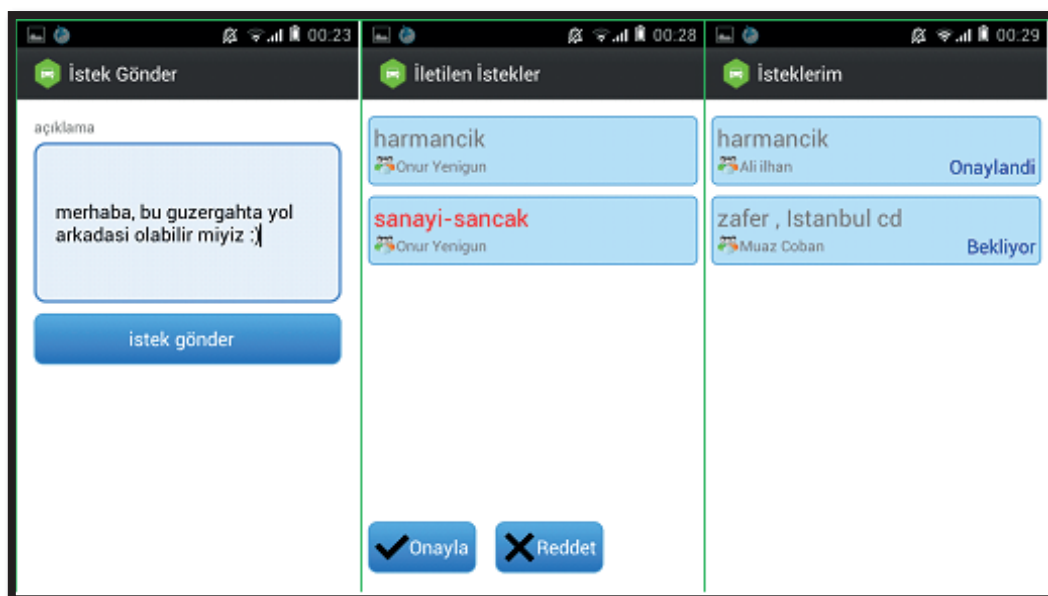 00:23
İstek Gönder
açıklama
merhaba, bu guzergahta yol
arkadasi olabilir miyiz :)
istek gönder
00:28
İletilen İstekler
harmancik
Onur Yenigun
sanayi-sancak
Onur Yenigun
Onayla
Reddet
00:29
İsteklerim
harmancik
Ali ilhan
Onaylandi
zafer , Istanbul cd
Muaz Coban
Bekliyor